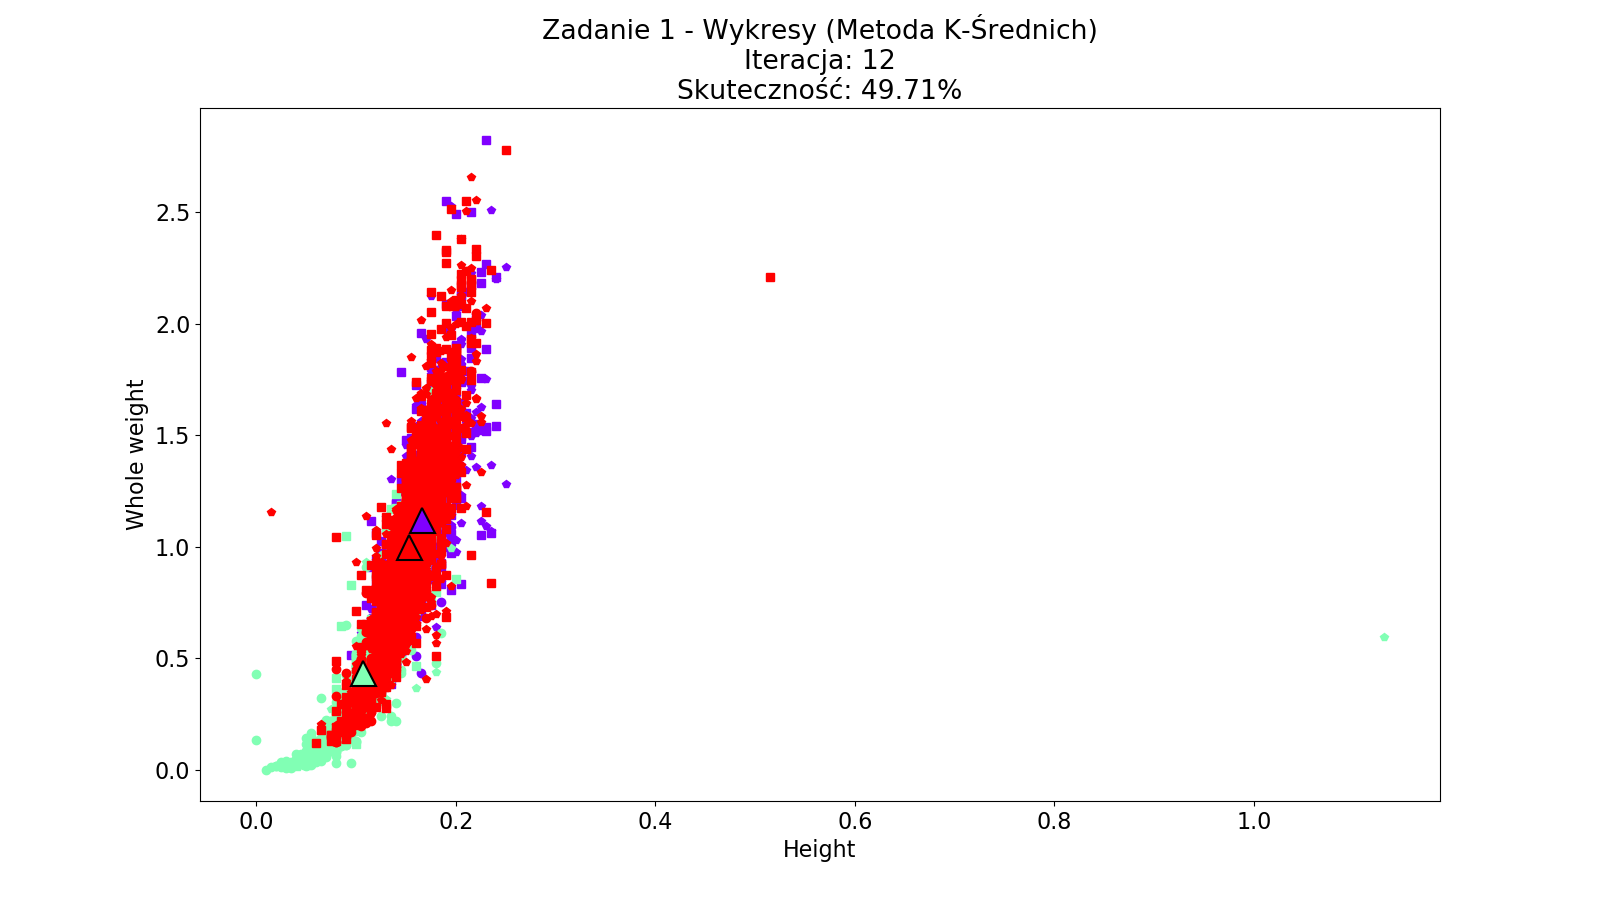 Zadanie 1 - Wykresy (Metoda K-Średnich)
Iteracja: 12
Skuteczność: 49.71%
2.5
2.0
1.5
1.0
0.5
0.0
Whole weight
0.0 0.2 0.4 0.6 0.8 1.0
Height